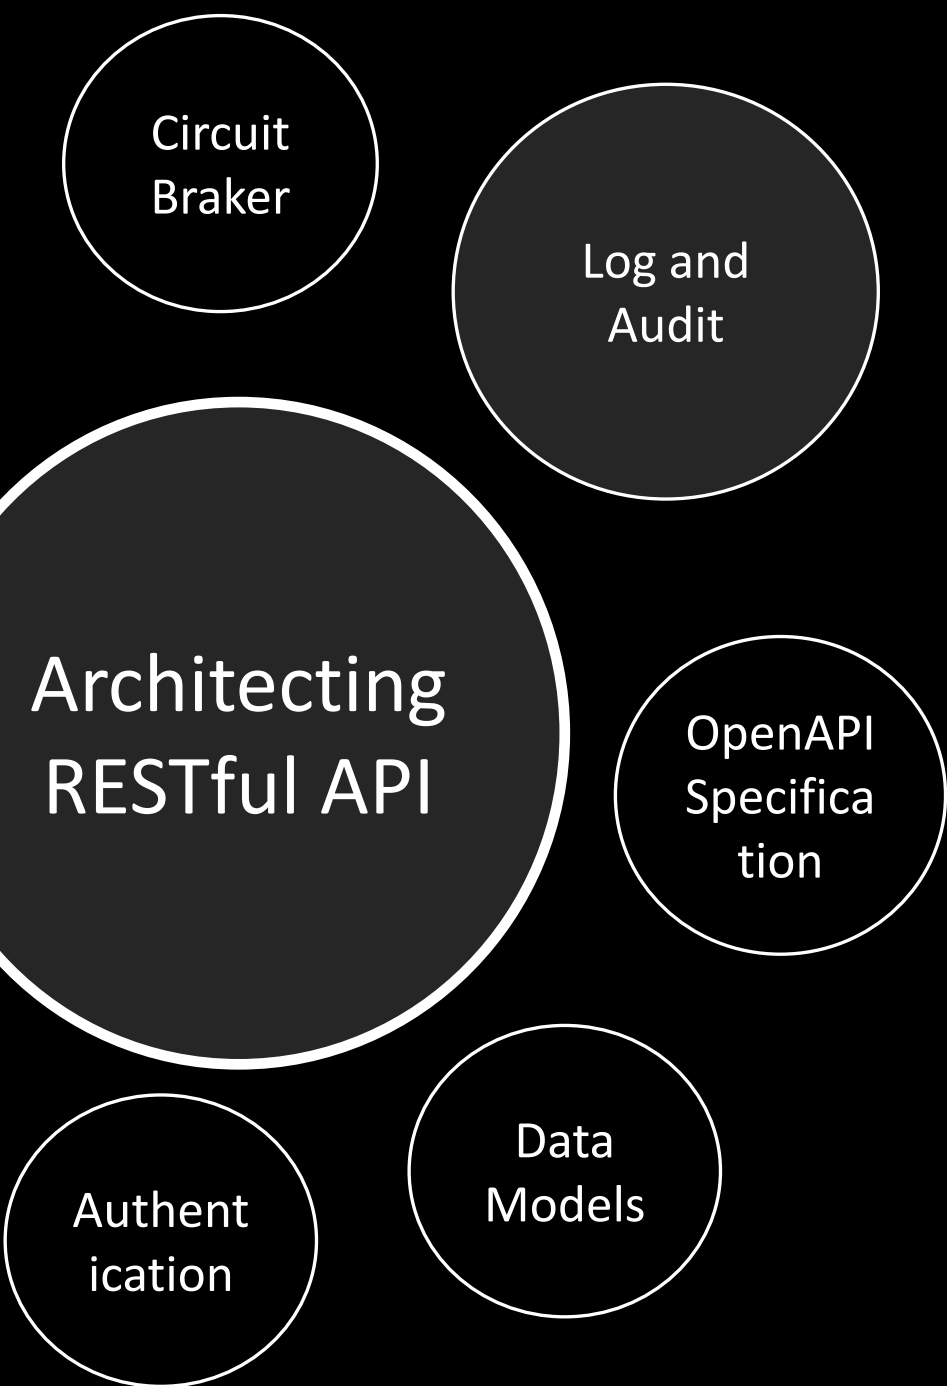 Circuit
Braker
Log and
Audit
Architecting
RESTful API
OpenAPI
Specifica
tion
Data
Models
Authent
ication